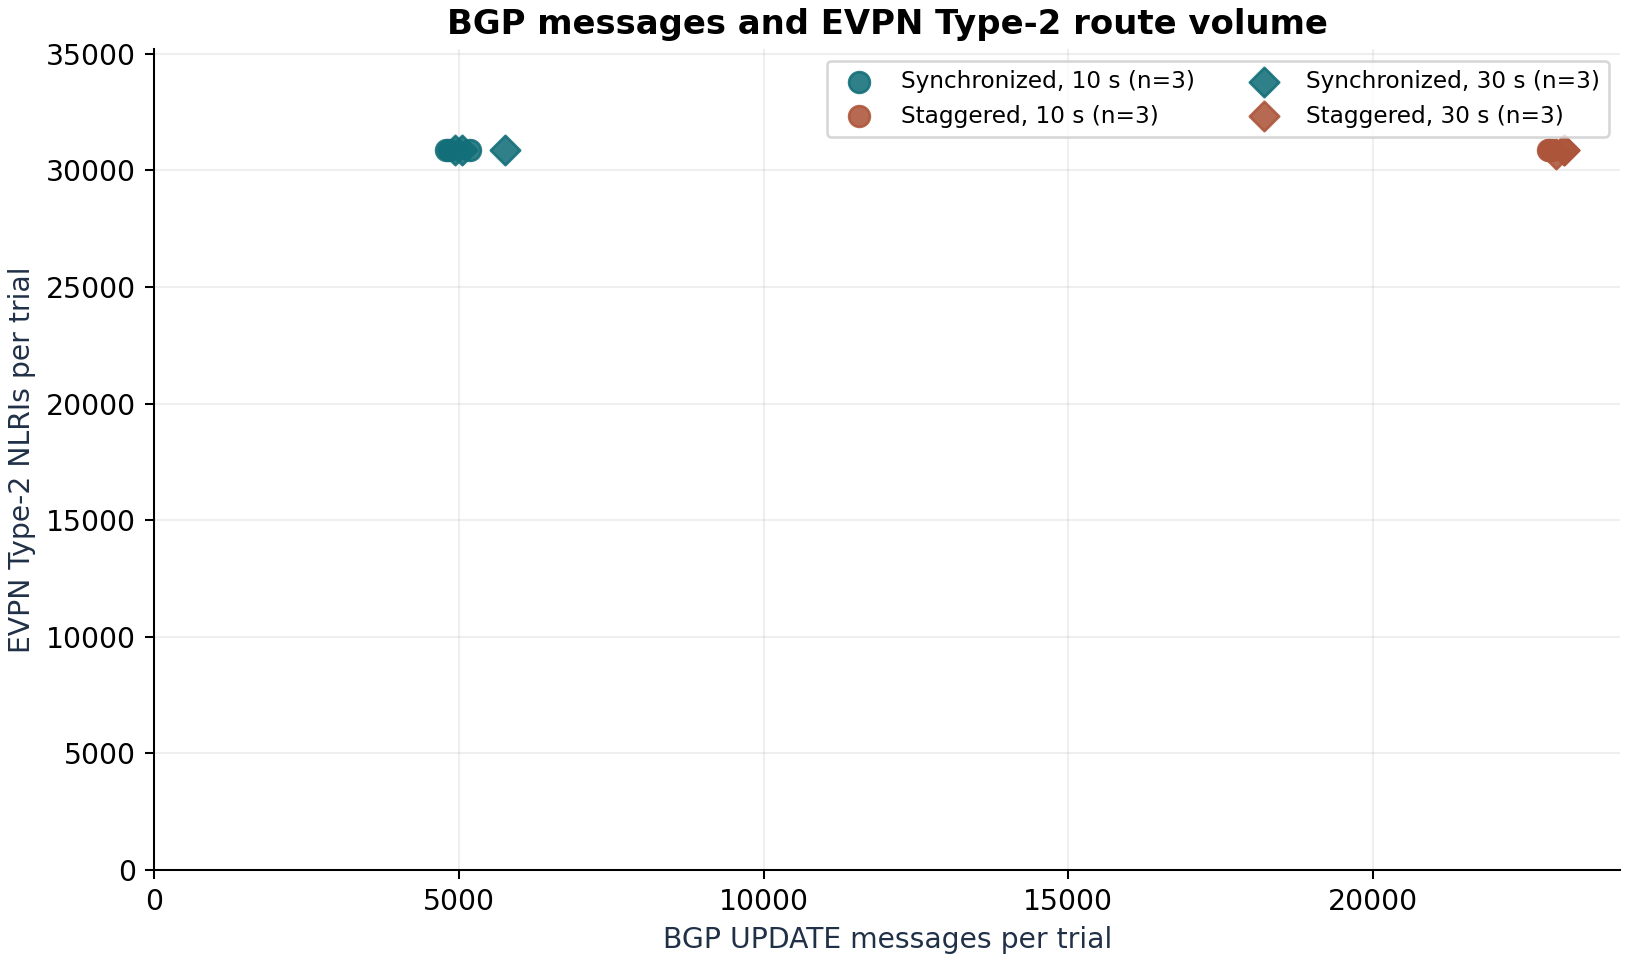 BGP messages and EVPN Type-2 route volume
Synchronized, 10 s (n=3)
Staggered, 10 s (n=3)
Synchronized, 30 s (n=3)
Staggered, 30 s (n=3)
EVPN Type-2 NLRIs per trial
35000
30000
25000
20000
15000
10000
5000
0
0 5000 10000 15000 20000
BGP UPDATE messages per trial